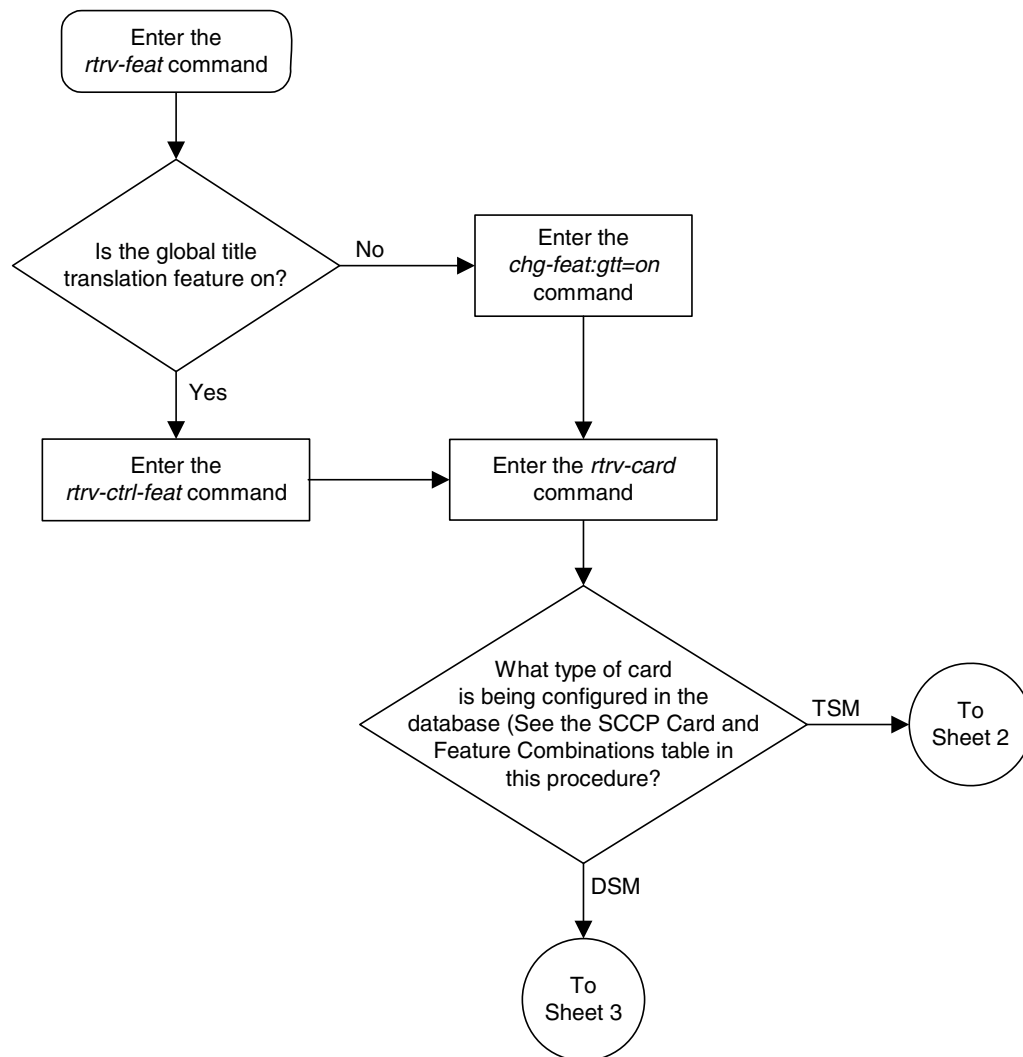 Enter the
rtrv-feat command
Is the global title
translation feature on?
No
Enter the
chg-feat:gtt=on
command
Yes
Enter the
rtrv-ctrl-feat command
Enter the rtrv-card
command
What type of card
is being configured in the
database (See the SCCP Card and
Feature Combinations table in
this procedure?
TSM
To
Sheet 2
DSM
To
Sheet 3